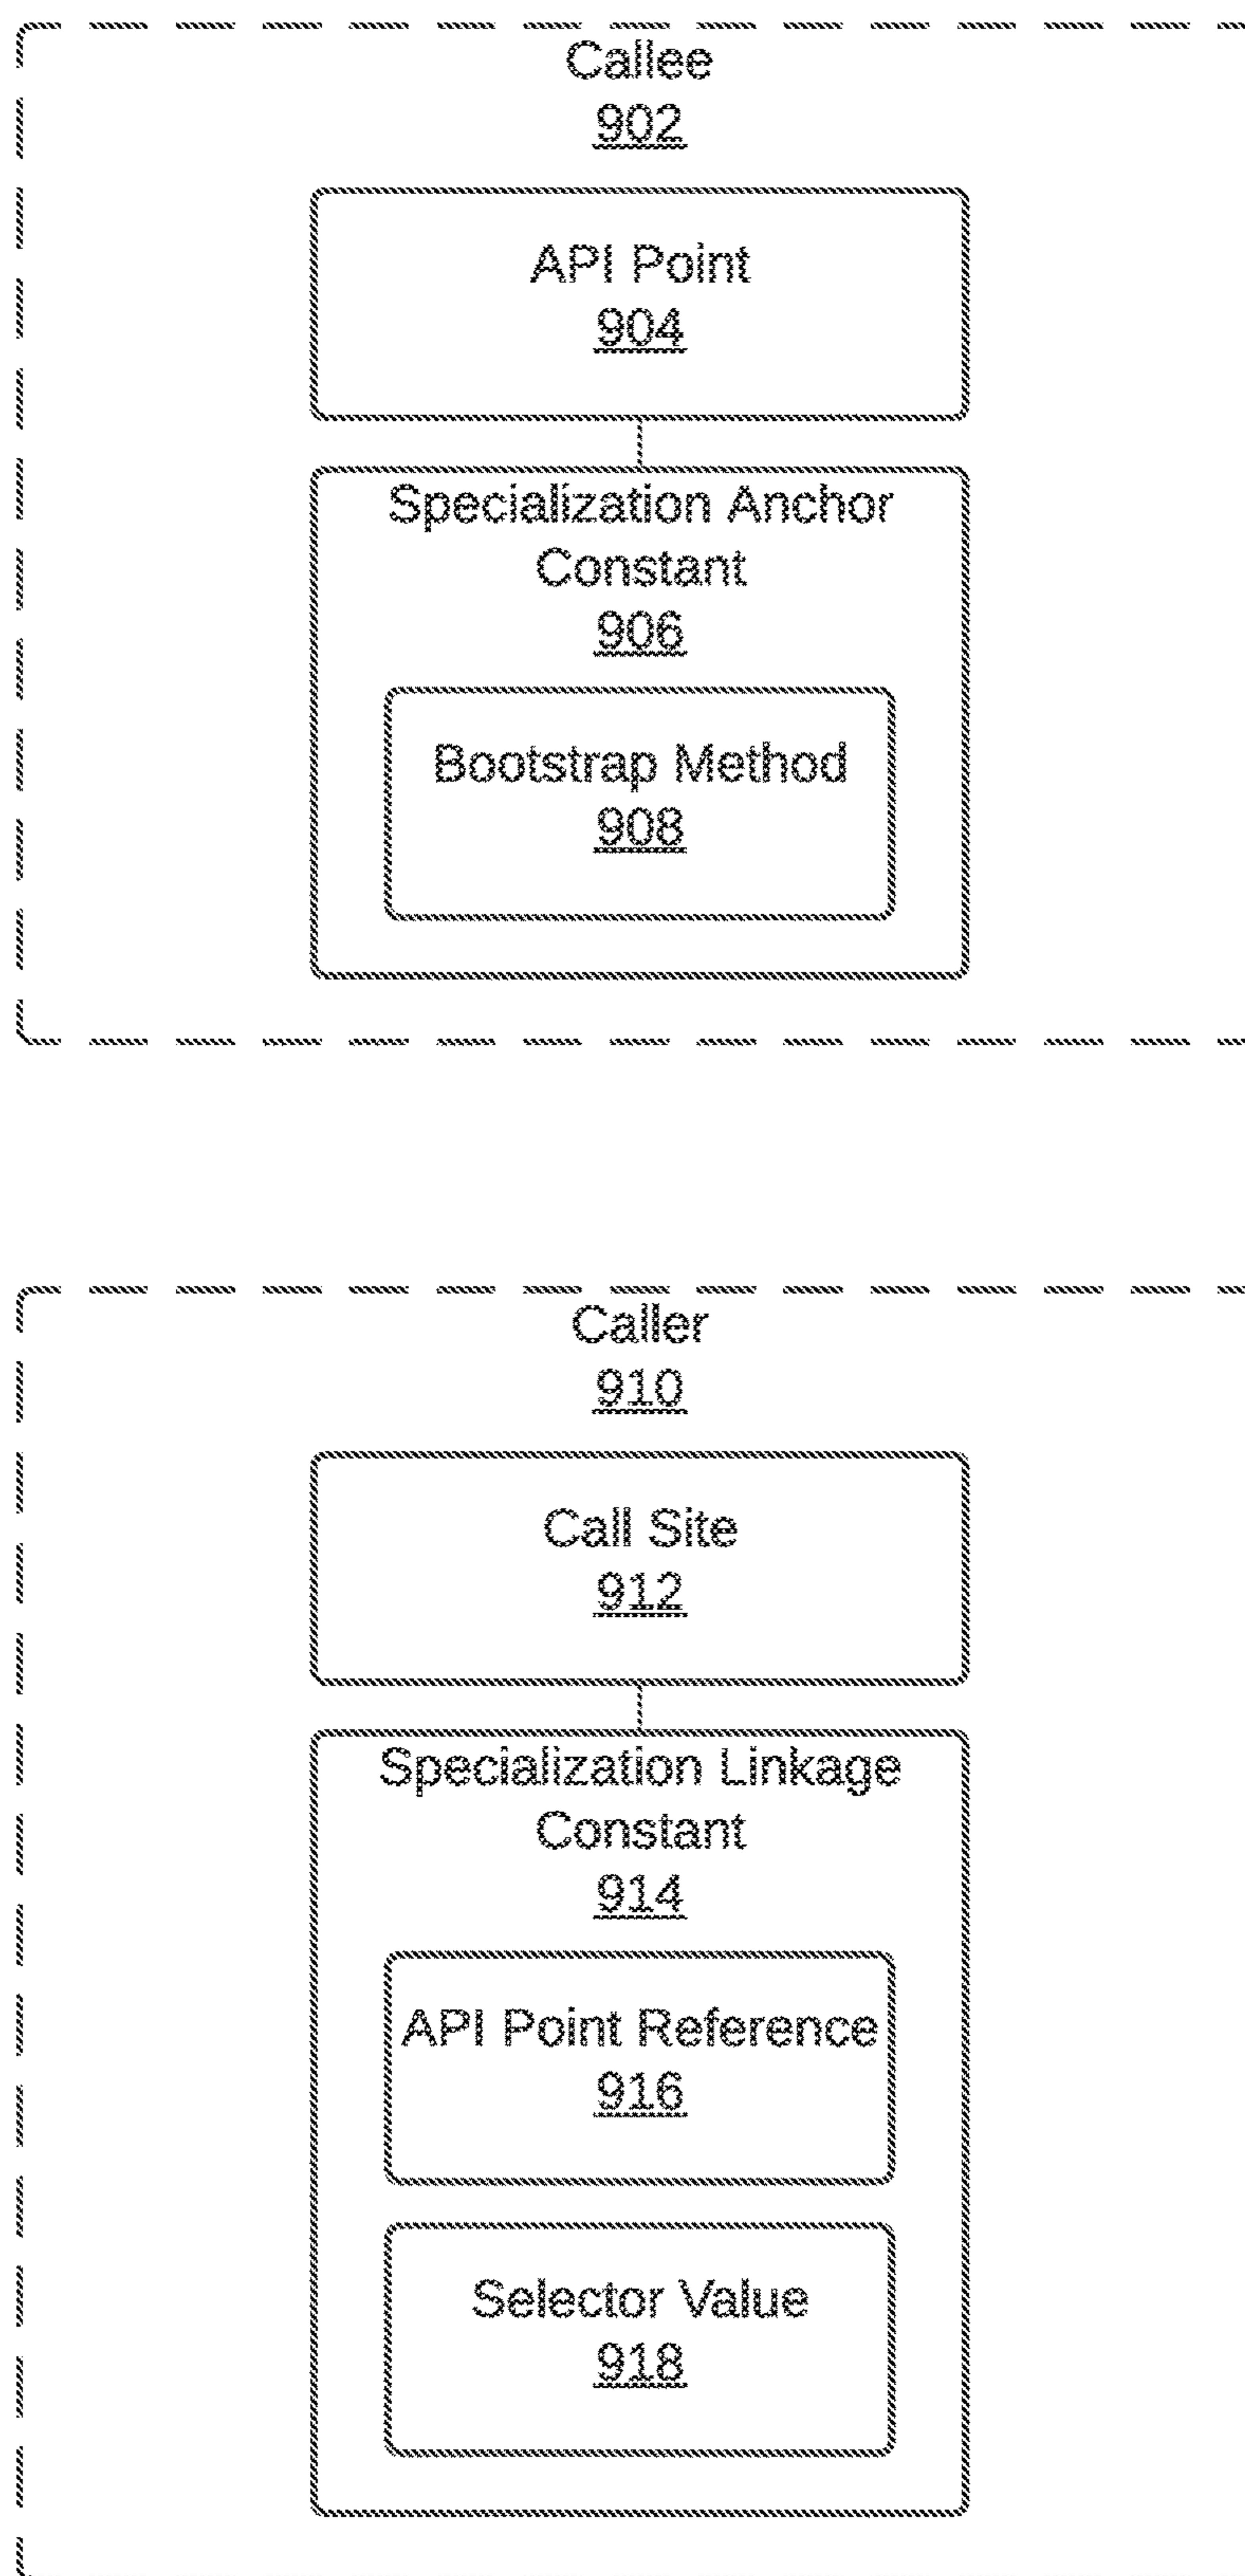 Callee
902
API Point
904
Specialization Anchor
Constant
906
Bootstrap Method
908
Caller
910
Call Site
912
Specialization Linkage
Constant
914
API Point Reference
916
Selector Value
918